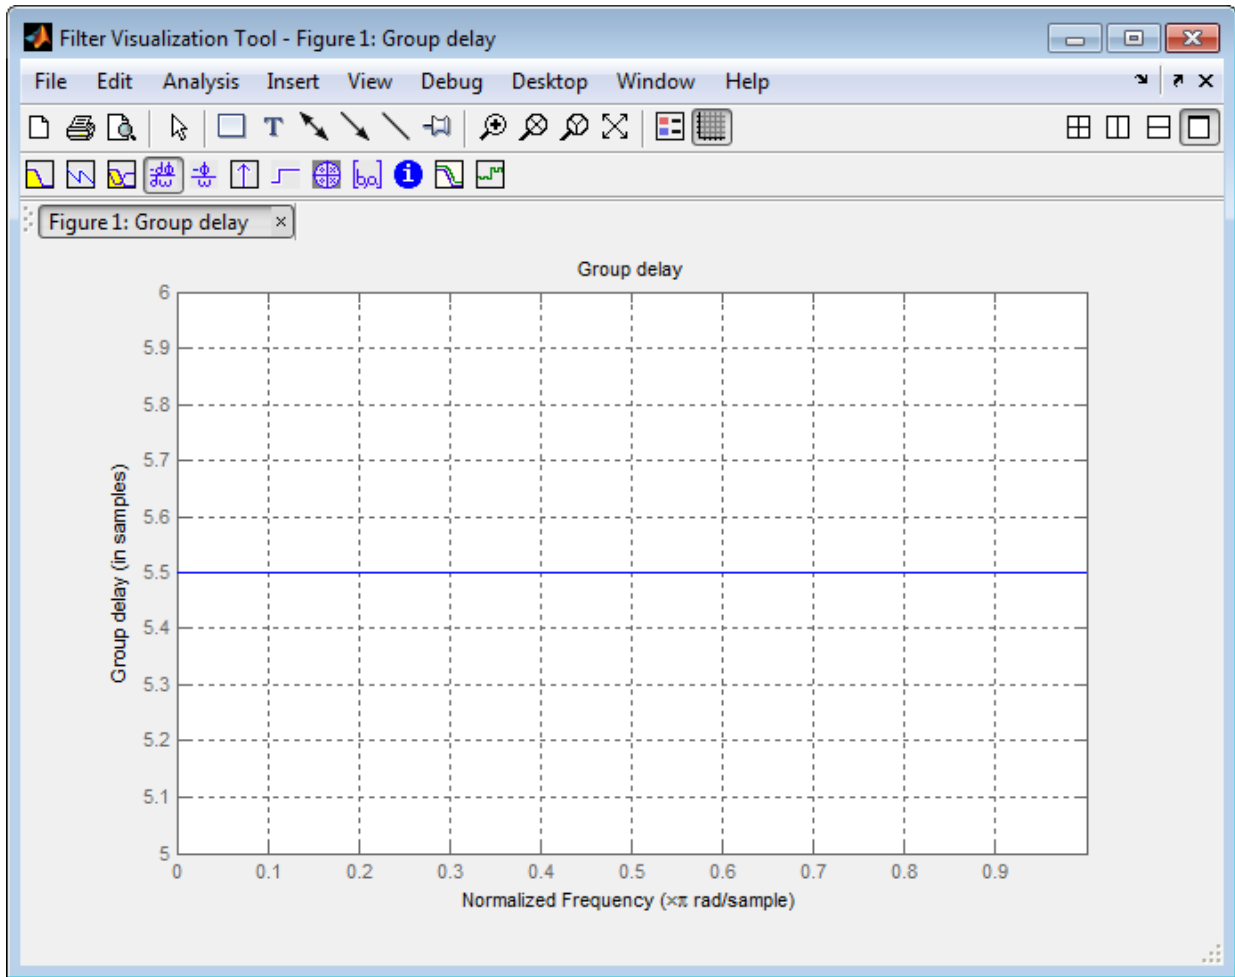 Filter Visualization Tool - Figure 1: Group delay
File Edit Analysis Insert View Debug Desktop Window Help
Figure 1: Group delay
Group delay
6
5.9
5.8
5.7
5.6
5.5
5.4
5.3
5.2
5.1
5
Group delay (in samples)
0 0.1 0.2 0.3 0.4 0.5 0.6 0.7 0.8 0.9
Normalized Frequency (×π rad/sample)